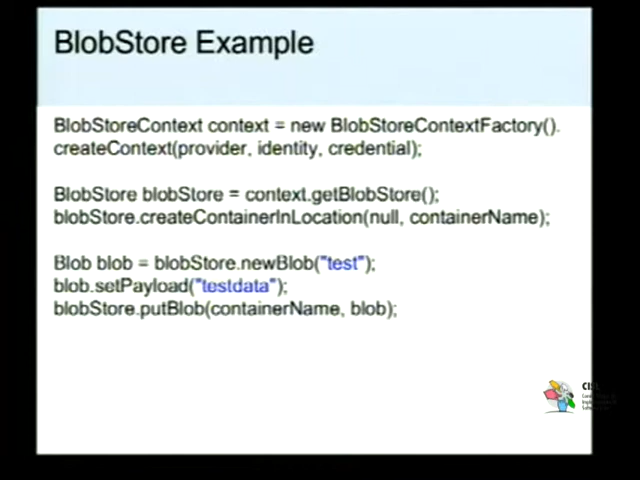 BlobStore Example
BlobStoreContext context = new BlobStoreContextFactory().
createContext(provider, identity, credential);
BlobStore blobStore = context.getBlobStore();
blobStore.createContainerInLocation(null, containerName);
Blob blob = blobStore.newBlob("test");
blob.setPayload("testdata");
blobStore.putBlob(containerName, blob);